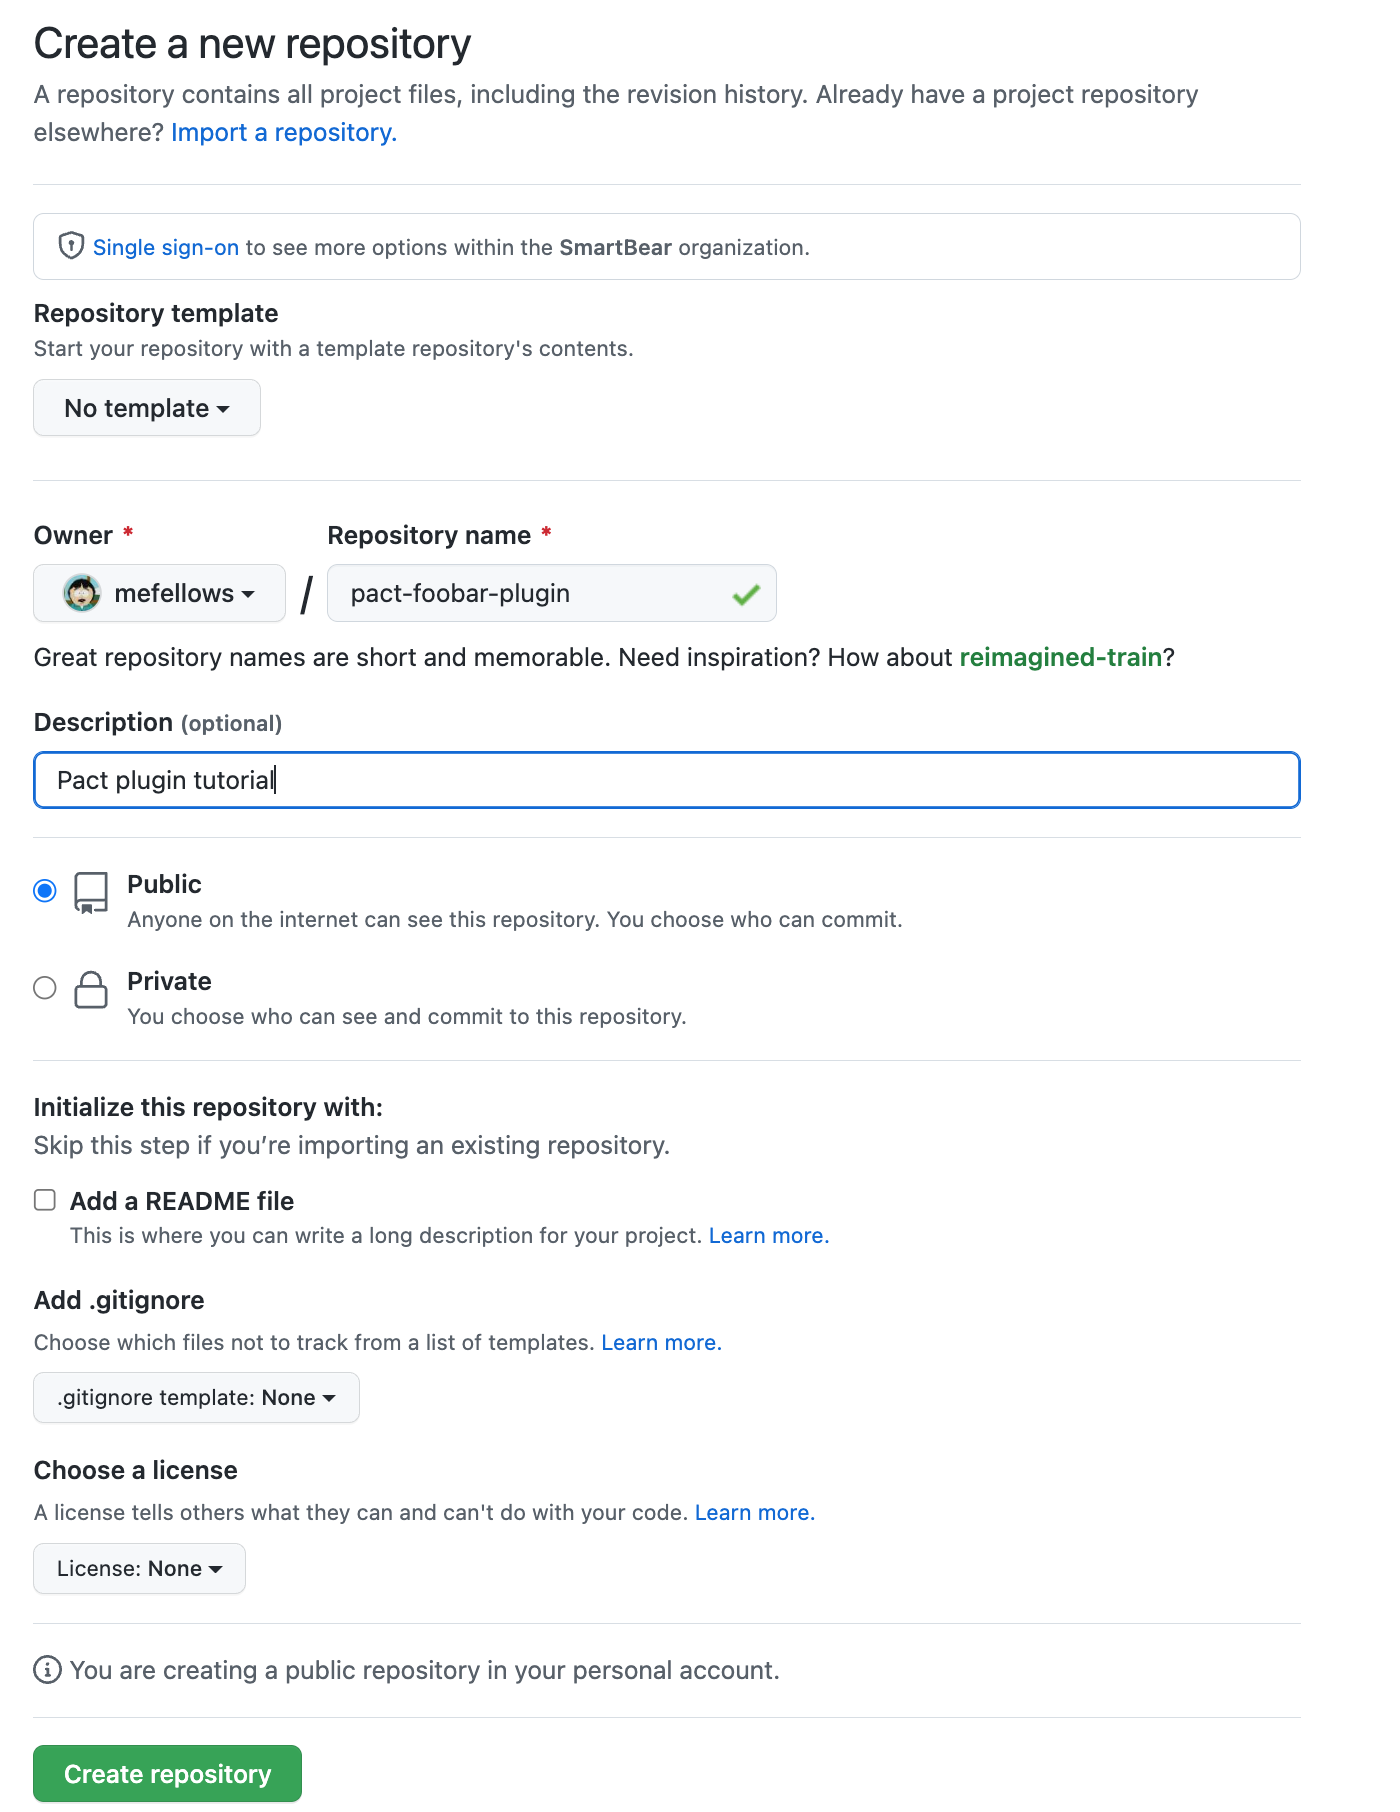 Create a new repository
A repository contains all project files, including the revision history. Already have a project repository
elsewhere? Import a repository.
Single sign-on to see more options within the SmartBear organization.
Repository template
Start your repository with a template repository's contents.
No template
Owner * Repository name *
mefellows / pact-foobar-plugin
Great repository names are short and memorable. Need inspiration? How about reimagined-train?
Description (optional)
Pact plugin tutorial
Public
Anyone on the internet can see this repository. You choose who can commit.
Private
You choose who can see and commit to this repository.
Initialize this repository with:
Skip this step if you’re importing an existing repository.
Add a README file
This is where you can write a long description for your project. Learn more.
Add .gitignore
Choose which files not to track from a list of templates. Learn more.
.gitignore template: None
Choose a license
A license tells others what they can and can't do with your code. Learn more.
License: None
You are creating a public repository in your personal account.
Create repository